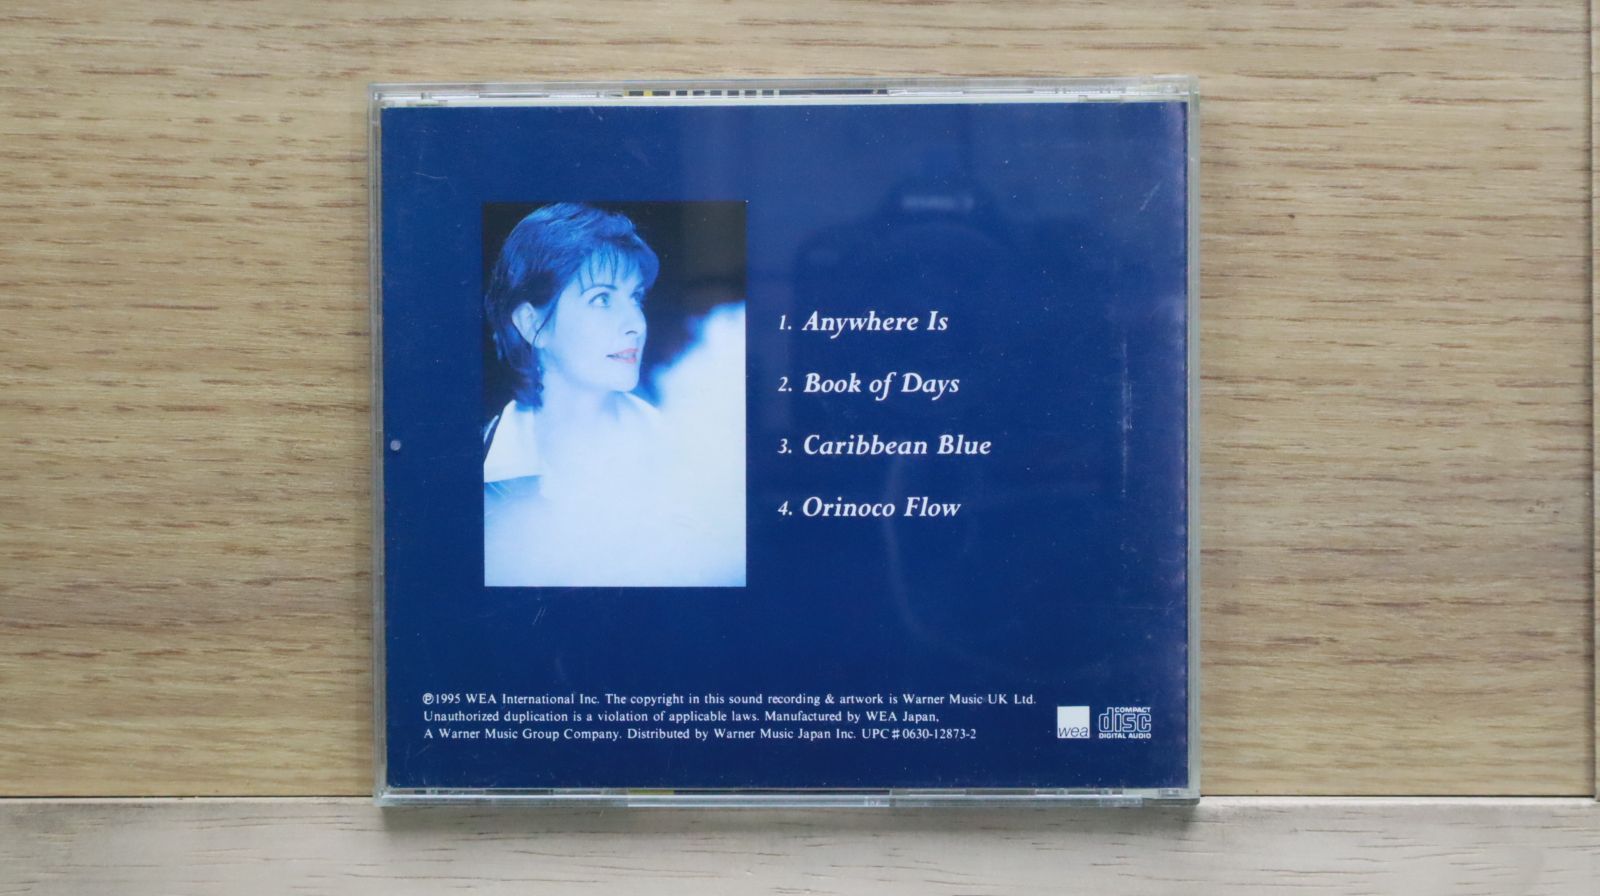 1. Anywhere Is
2. Book of Days
3. Caribbean Blue
4. Orinoco Flow
℗1995 WEA International Inc. The copyright in this sound recording & artwork is Warner Music UK Ltd.
Unauthorized duplication is a violation of applicable laws. Manufactured by WEA Japan,
A Warner Music Group Company. Distributed by Warner Music Japan Inc. UPC♯0630-12873-2
wea
COMPACT
disc
DIGITAL AUDIO